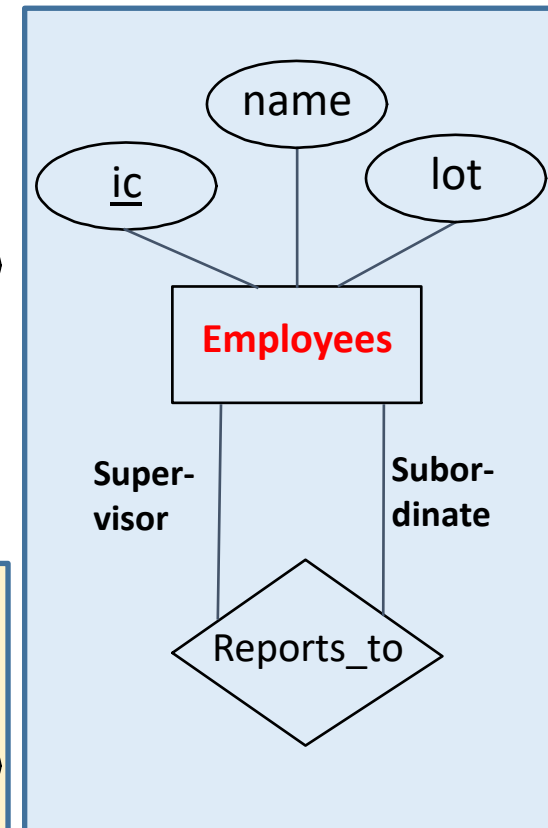 name
ic
lot
Employees
Super-
visor
Subor-
dinate
Reports_to